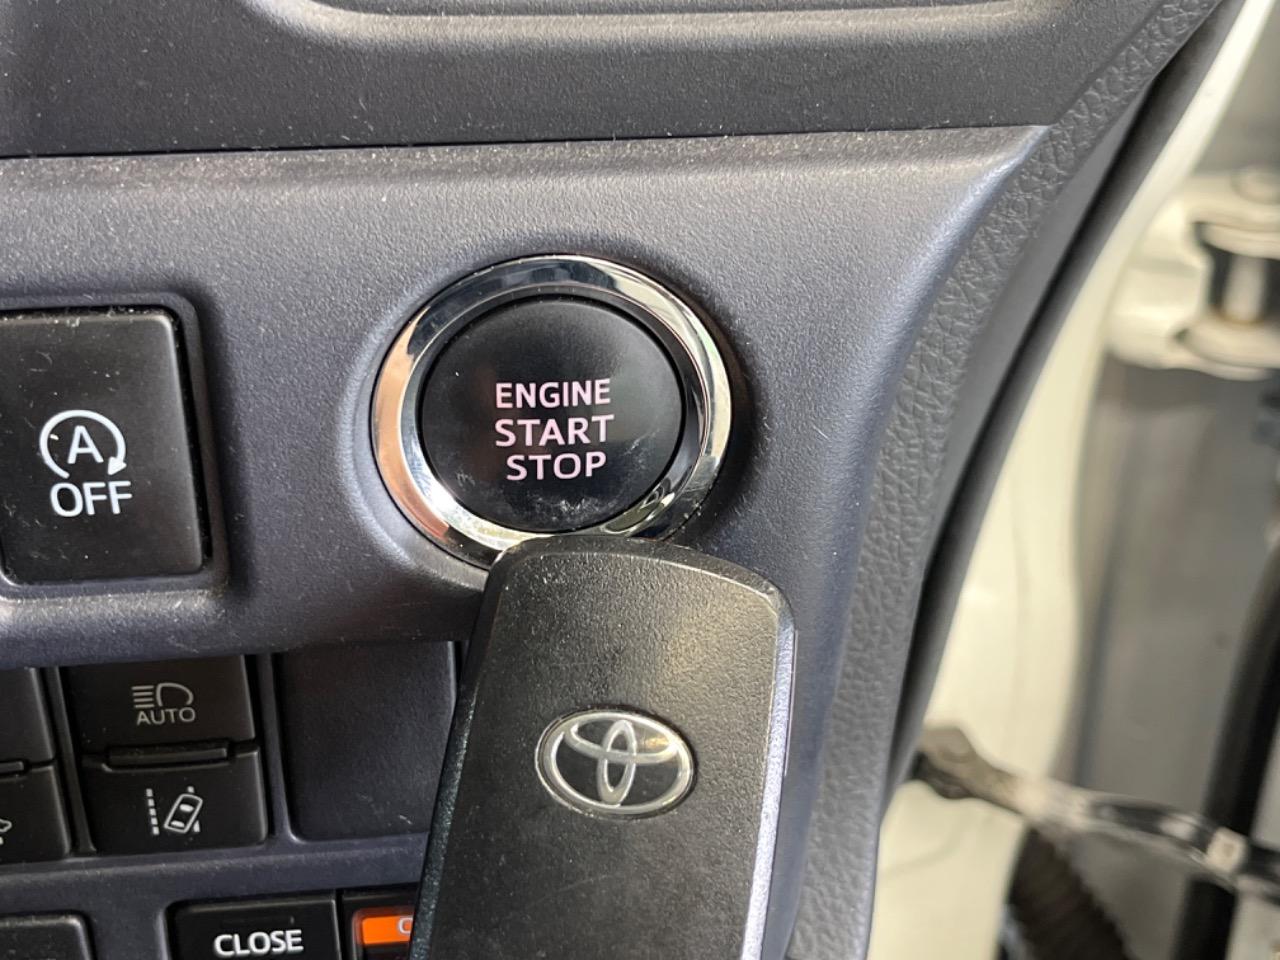 ENGINE
START
STOP
A
OFF
AUTO
CLOSE